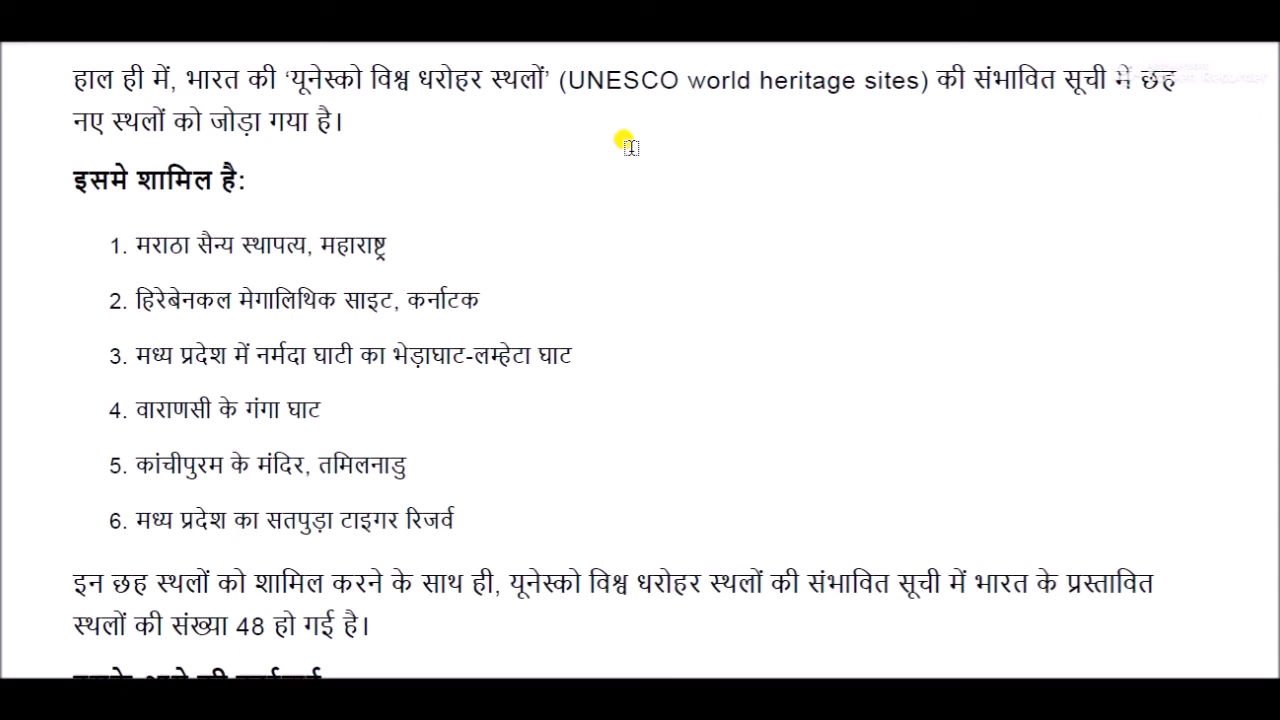 हाल ही में, भारत की ‘यूनेस्को विश्व धरोहर स्थलों’ (UNESCO world heritage sites) की संभावित सूची में छह
नए स्थलों को जोड़ा गया है।
इसमे शामिल है:
1. मराठा सैन्य स्थापत्य, महाराष्ट्र
2. हिरेबेनकल मेगालिथिक साइट, कर्नाटक
3. मध्य प्रदेश में नर्मदा घाटी का भेड़ाघाट-लम्हेटा घाट
4. वाराणसी के गंगा घाट
5. कांचीपुरम के मंदिर, तमिलनाडु
6. मध्य प्रदेश का सतपुड़ा टाइगर रिजर्व
इन छह स्थलों को शामिल करने के साथ ही, यूनेस्को विश्व धरोहर स्थलों की संभावित सूची में भारत के प्रस्तावित
स्थलों की संख्या 48 हो गई है।